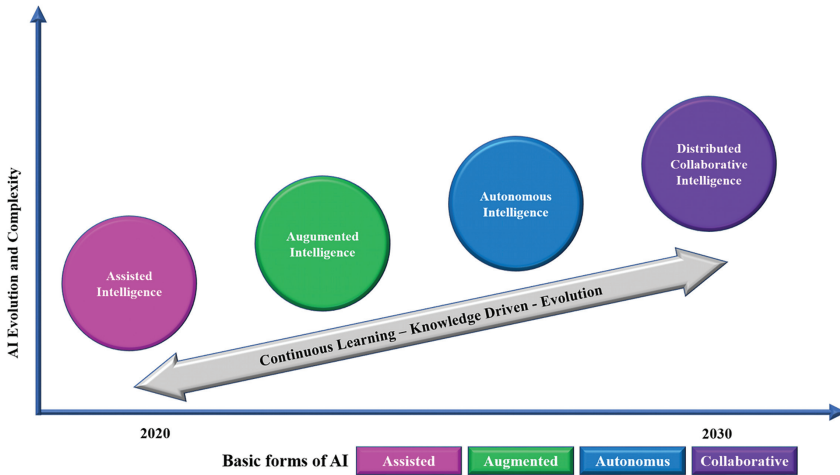 AI Evolution and Complexity
Distributed
Collaborative
Intelligence
Autonomous
Intelligence
Augumented
Intelligence
Assisted
Intelligence
Continuous Learning – Knowledge Driven - Evolution
2020
2030
Basic forms of AI
Assisted
Augmented
Autonomus
Collaborative